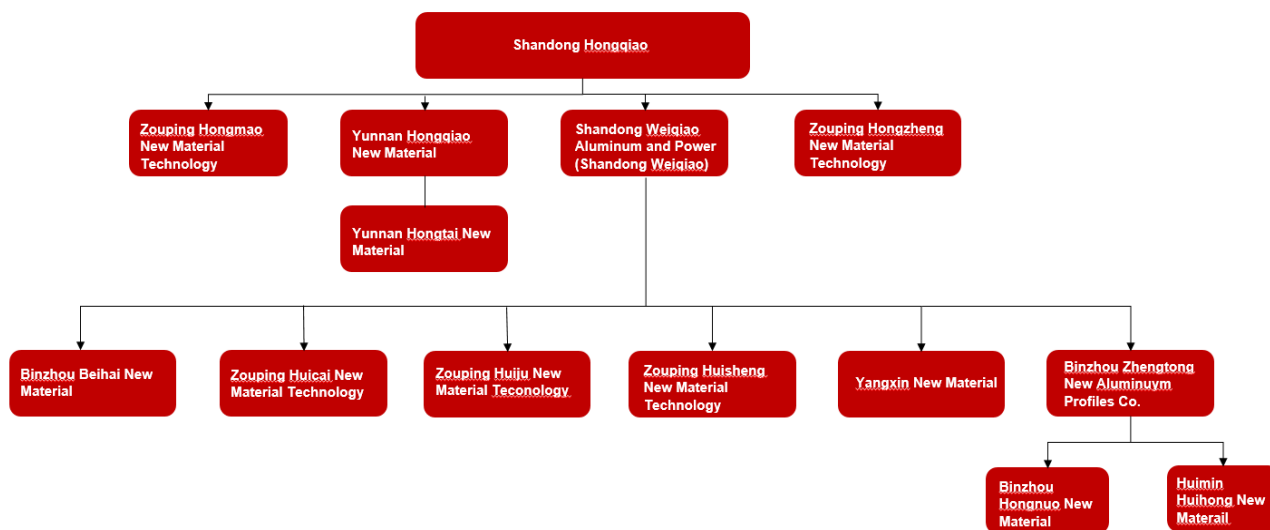 Shandong Hongqiao
Zouping Hongmao
New Material
Technology
Yunnan Hongqiao
New Material
Shandong Weiqiao
Aluminum and Power
(Shandong Weiqiao)
Zouping Hongzheng
New Material
Technology
Yunnan Hongtai New
Material
Binzhou Beihai New
Material
Zouping Huicai New
Material Technology
Zouping Huiju New
Material Teconology
Zouping Huisheng
New Material
Technology
Yangxin New Material
Binzhou Zhengtong
New Aluminuym
Profiles Co.
Binzhou
Hongnuo New
Material
Huimin
Huihong New
Materail